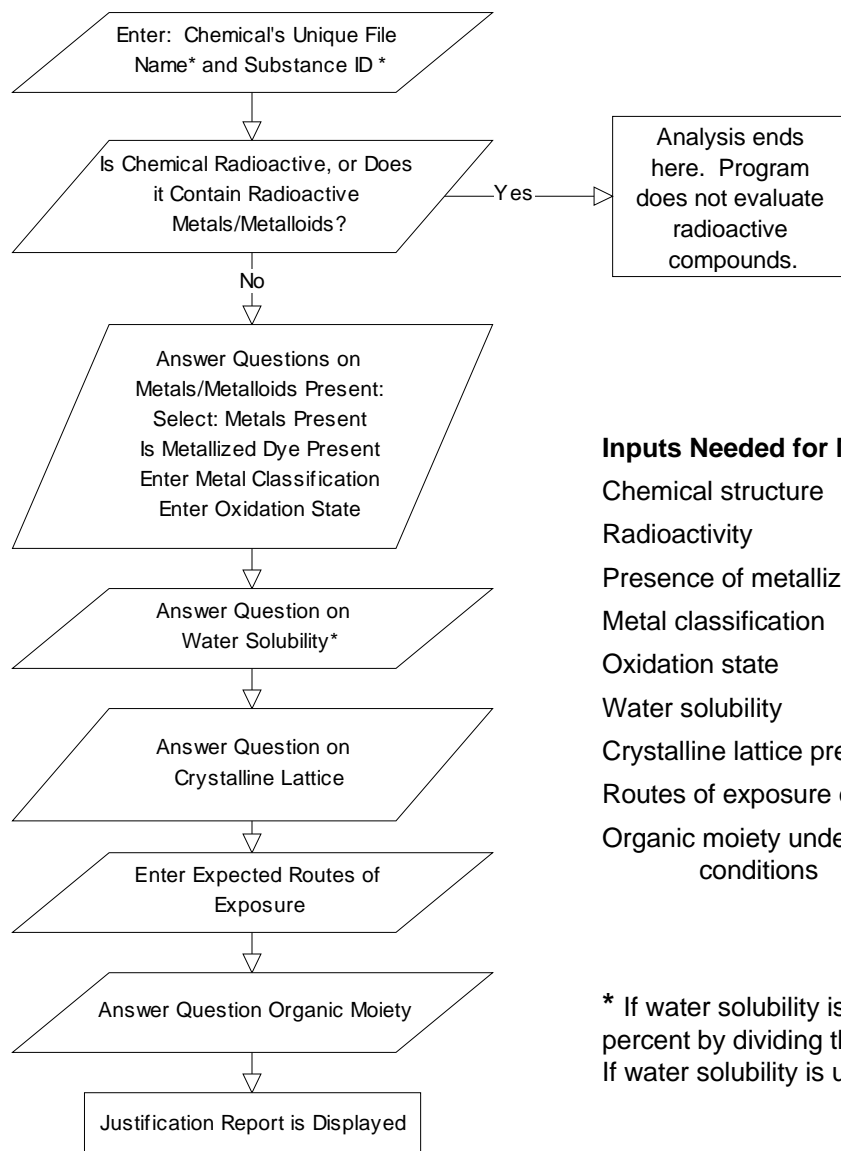 Enter: Chemical's Unique File
Name* and Substance ID *
Is Chemical Radioactive, or Does
it Contain Radioactive
Metals/Metalloids?
Yes
Analysis ends
here. Program
does not evaluate
radioactive
compounds.
No
Answer Questions on
Metals/Metalloids Present:
Select: Metals Present
Is Metallized Dye Present
Enter Metal Classification
Enter Oxidation State
Answer Question on
Water Solubility*
Answer Question on
Crystalline Lattice
Enter Expected Routes of
Exposure
Answer Question Organic Moiety
Justification Report is Displayed
Inputs Needed for
Chemical structure
Radioactivity
Presence of metalliz
Metal classification
Oxidation state
Water solubility
Crystalline lattice pre
Routes of exposure
Organic moiety unde
conditions
* If water solubility is
percent by dividing th
If water solubility is u